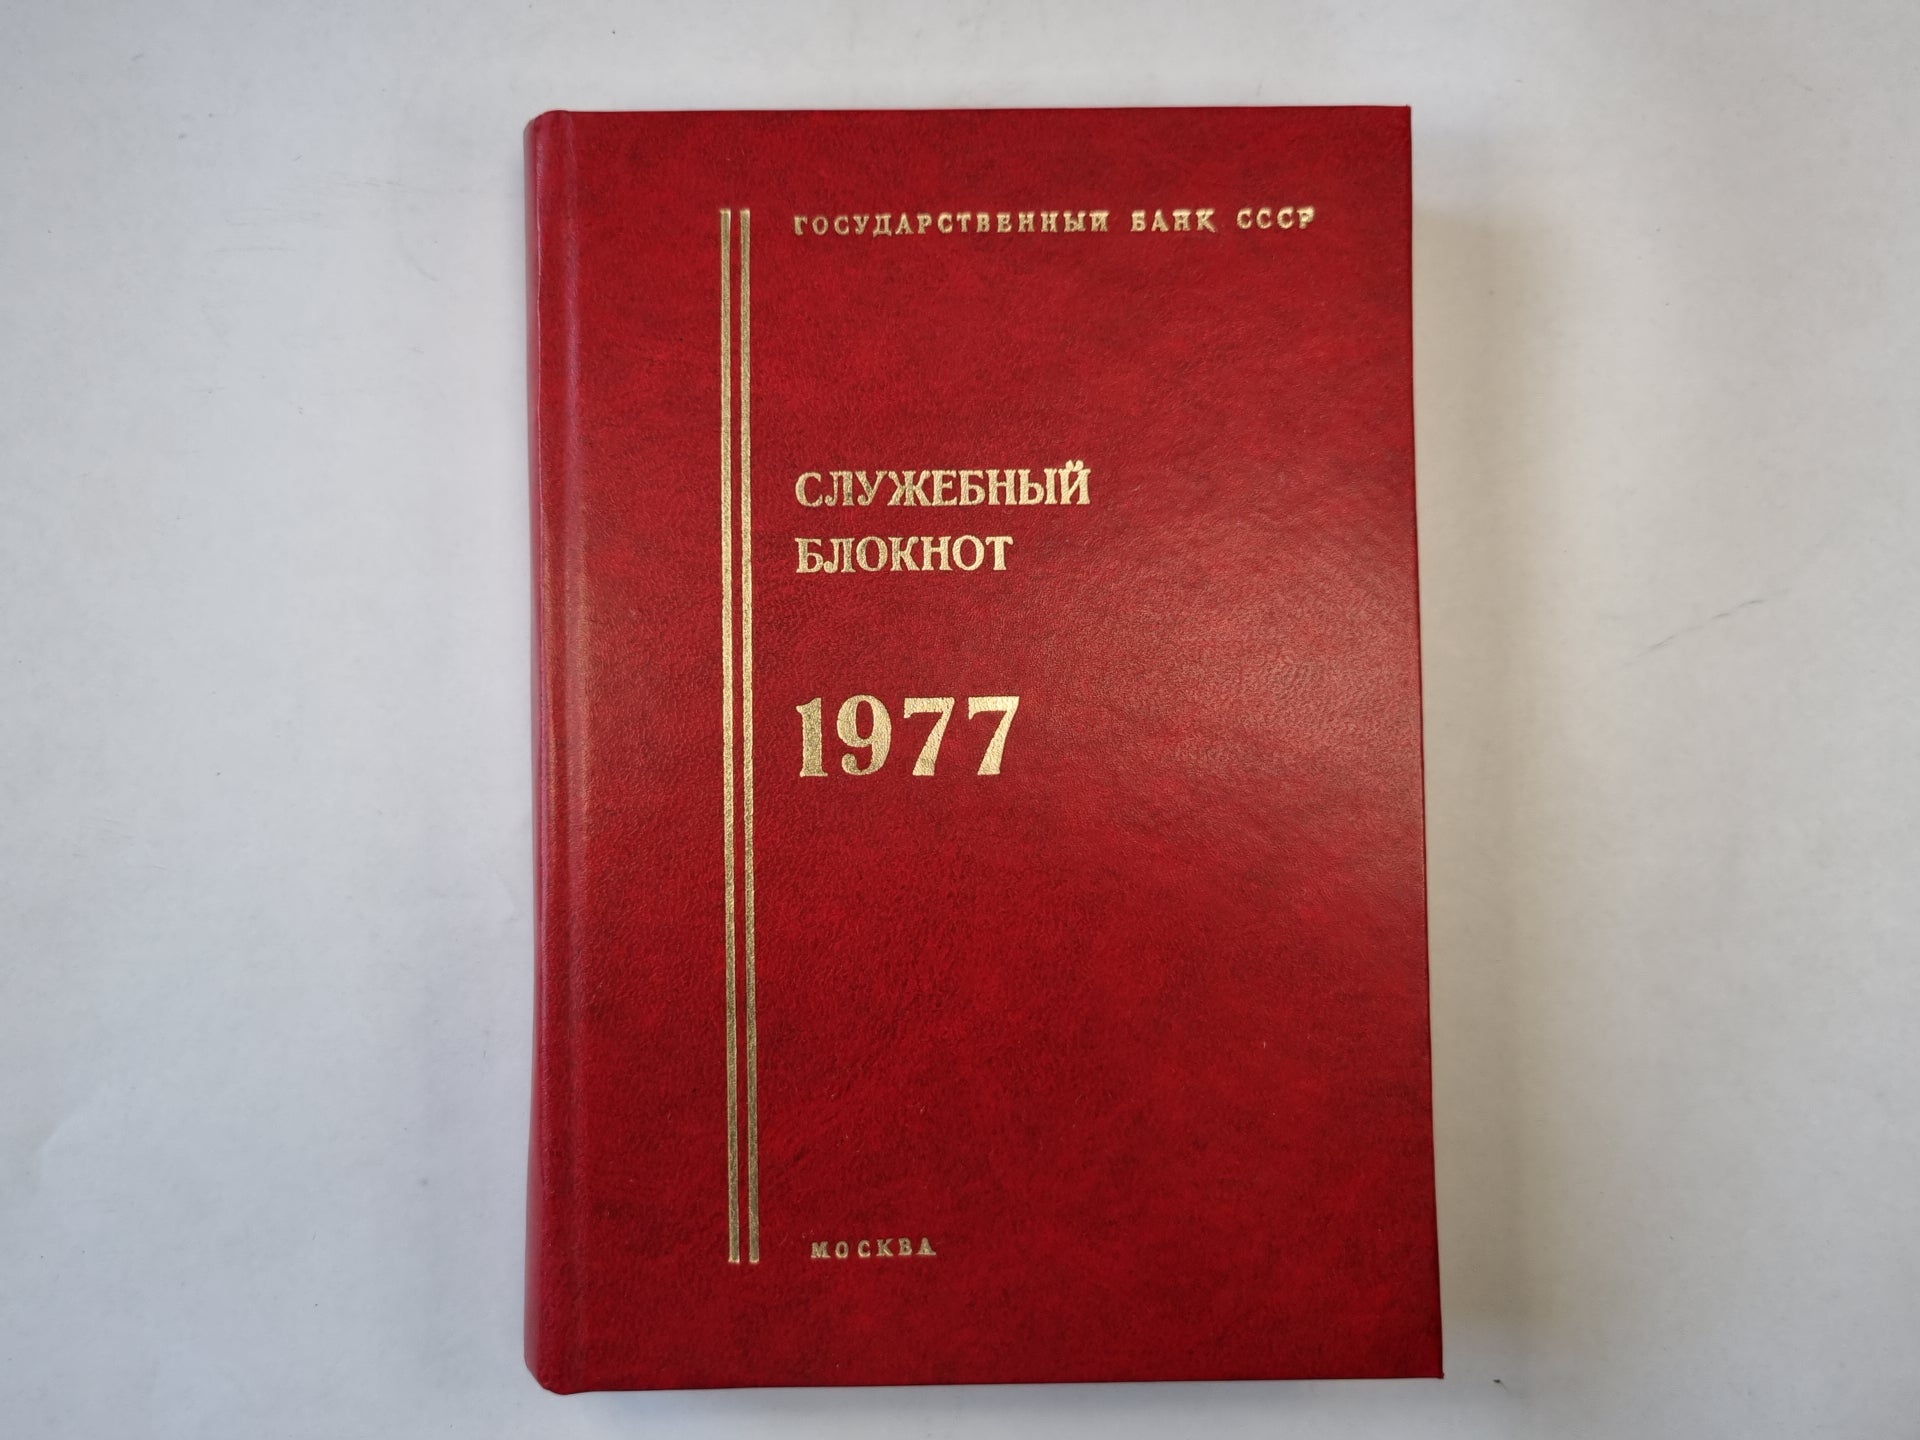 ГОСУДАРСТВЕННЫЙ БАНК СССР
СЛУЖЕБНЫЙ
БЛОКНОТ
1977
МОСКВА